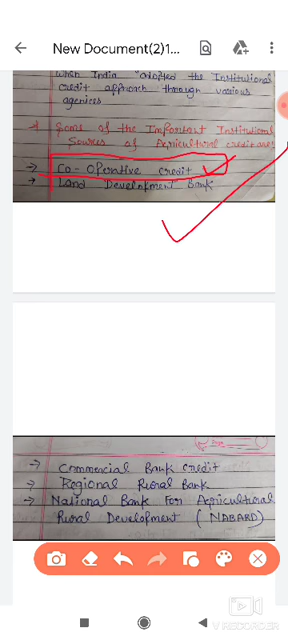 New Document(2)1...
when India adopted the Institutional
credit approach through various
agencies
Some of the Important Institutional
Sources of Agricultural credit are
→ Co-Operative credit
→ Land Development Bank
→ Commercial Bank Credit
→ Regional Rural Bank
→ National Bank For Agricultural
Rural Development (NABARD)
V RECORDER